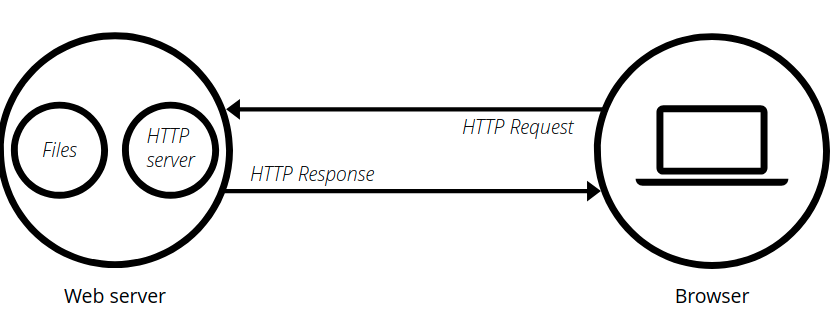 HTTP Request
Files
HTTP
server
HTTP Response
Web server
Browser